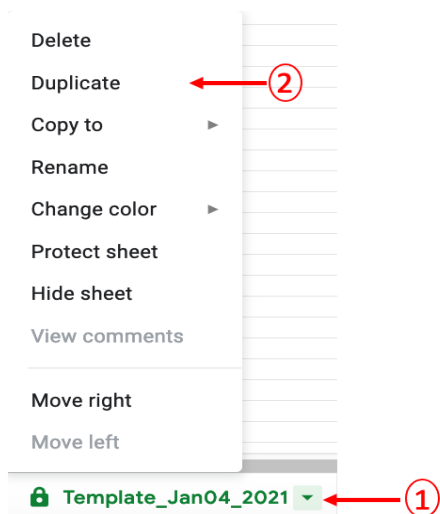 Delete
Duplicate
②
Copy to
Rename
Change color
Protect sheet
Hide sheet
View comments
Move right
Move left
Template_Jan04_2021
①